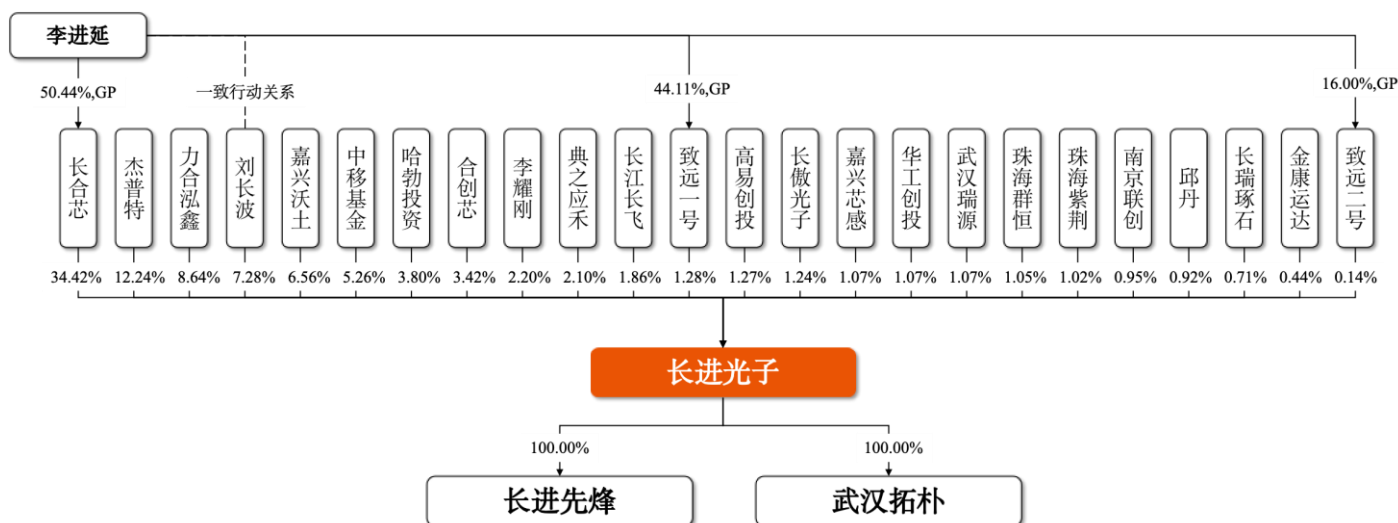 李进延
50.44%,GP
一致行动关系
44.11%,GP
16.00%,GP
长合芯
杰普特
力合泓鑫
刘长波
嘉兴沃土
中移基金
哈勃投资
合创芯
李耀刚
典之应禾
长江长飞
致远一号
高易创投
长傲光子
嘉兴芯感
华工创投
武汉瑞源
珠海群恒
珠海紫荆
南京联创
邱丹
长瑞琢石
金康运达
致远二号
34.42%
12.24%
8.64%
7.28%
6.56%
5.26%
3.80%
3.42%
2.20%
2.10%
1.86%
1.28%
1.27%
1.24%
1.07%
1.07%
1.07%
1.05%
1.02%
0.95%
0.92%
0.71%
0.44%
0.14%
长进光子
100.00%
100.00%
长进先烽
武汉拓朴